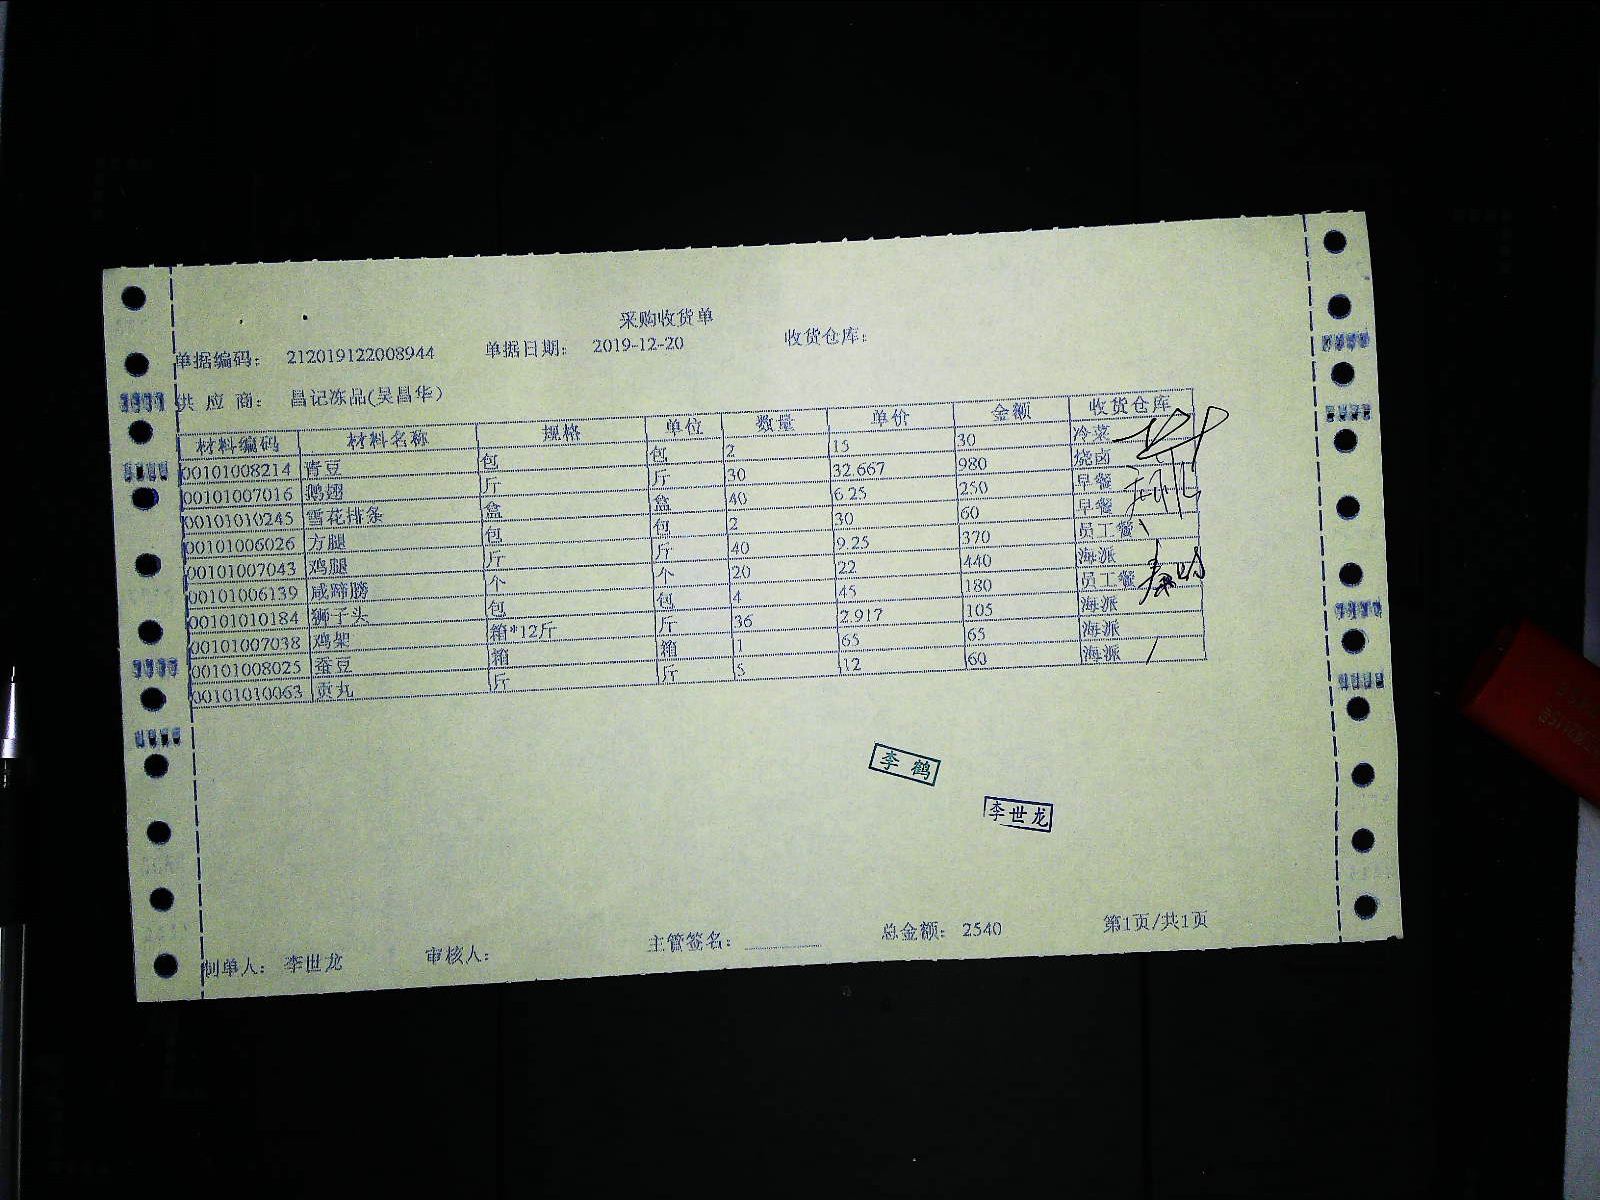 采购收货单
单据编码： 212019122008944 单据日期： 2019-12-20 收货仓库：
供 应 商： 昌记冻品(吴昌华)
材料编码 材料名称 规格 单位 数量 单价 金额 收货仓库
00101008214 青豆 包 包 2 15 30 冷菜
00101007016 鹅翅 斤 斤 30 32.667 980 烧卤
00101010245 雪花排条 盒 盒 40 6.25 250 早餐
00101006026 方腿 包 包 2 30 60 早餐
00101007043 鸡腿 斤 斤 40 9.25 370 员工餐
00101006139 咸蹄膀 个 个 20 22 440 海派
00101010184 狮子头 包 包 4 45 180 员工餐
00101007038 鸡架 箱*12斤 斤 36 2.917 105 海派
00101008025 蚕豆 箱 箱 1 65 65 海派
00101010063 贡丸 斤 斤 5 12 60 海派
李鹤
李世龙
制单人： 李世龙 审核人： 主管签名： 总金额： 2540 第1页/共1页